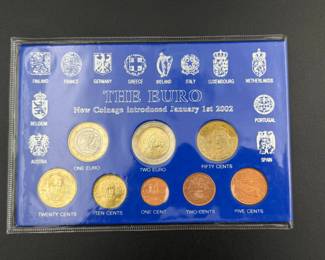 FINLAND FRANCE GERMANY GREECE IRELAND ITALY LUXEMBOURG NETHERLANDS
THE EURO
New Coinage introduced January 1st 2002
BELGIUM
PORTUGAL
AUSTRIA
SPAIN
ONE EURO TWO EURO FIFTY CENTS
TWENTY CENTS TEN CENTS ONE CENT TWO CENTS FIVE CENTS